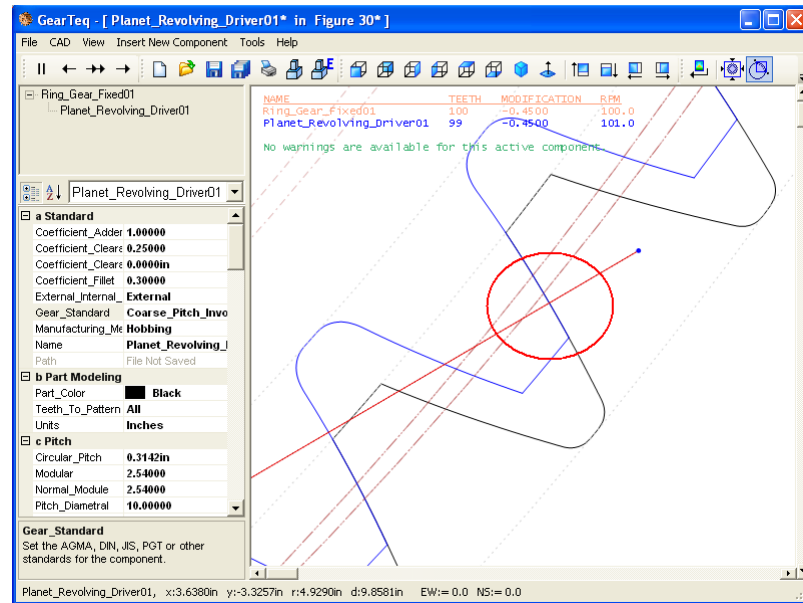 GearTeq - [ Planet_Revolving_Driver01* in Figure 30* ]
File CAD View Insert New Component Tools Help
Ring_Gear_Fixed01
Planet_Revolving_Driver01
NAME TEETH MODIFICATION RPM
Ring_Gear_Fixed01 100 -0.4500 100.0
Planet_Revolving_Driver01 99 -0.4500 101.0
No warnings are available for this active component.
Planet_Revolving_Driver01
a Standard
Coefficient_Adder 1.00000
Coefficient_Cleara 0.25000
Coefficient_Cleara 0.0000in
Coefficient_Fillet 0.30000
External_Internal_ External
Gear_Standard Coarse_Pitch_Invo
Manufacturing_Me Hobbing
Name Planet_Revolving_
Path File Not Saved
b Part Modeling
Part_Color Black
Teeth_To_Pattern All
Units Inches
c Pitch
Circular_Pitch 0.3142in
Modular 2.54000
Normal_Module 2.54000
Pitch_Diametral 10.00000
Gear_Standard
Set the AGMA, DIN, JIS, PGT or other
standards for the component.
Planet_Revolving_Driver01, x:3.6380in y:-3.3257in r:4.9290in d:9.8581in EW:= 0.0 NS:= 0.0